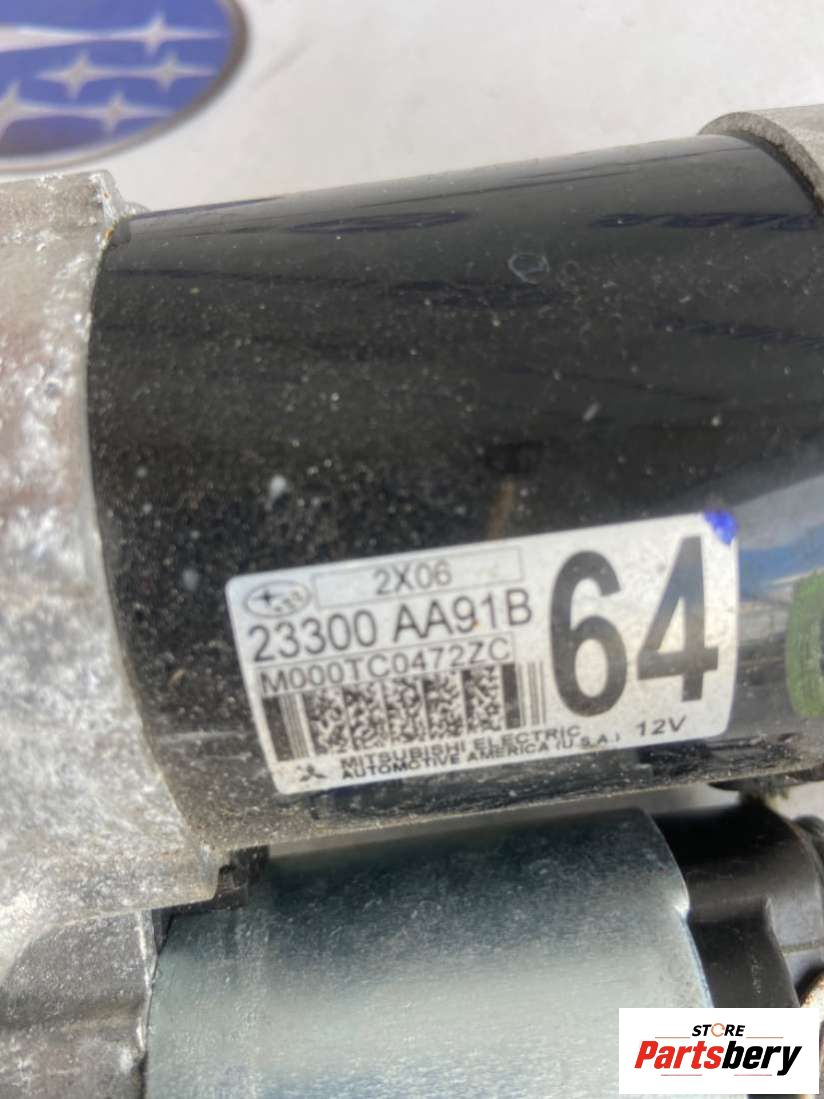 2X06
23300 AA91B
M000TC0472ZC
64
MITSUBISHI ELECTRIC
AUTOMOTIVE AMERICA (U.S.A.)
12V
STORE
Partsbery